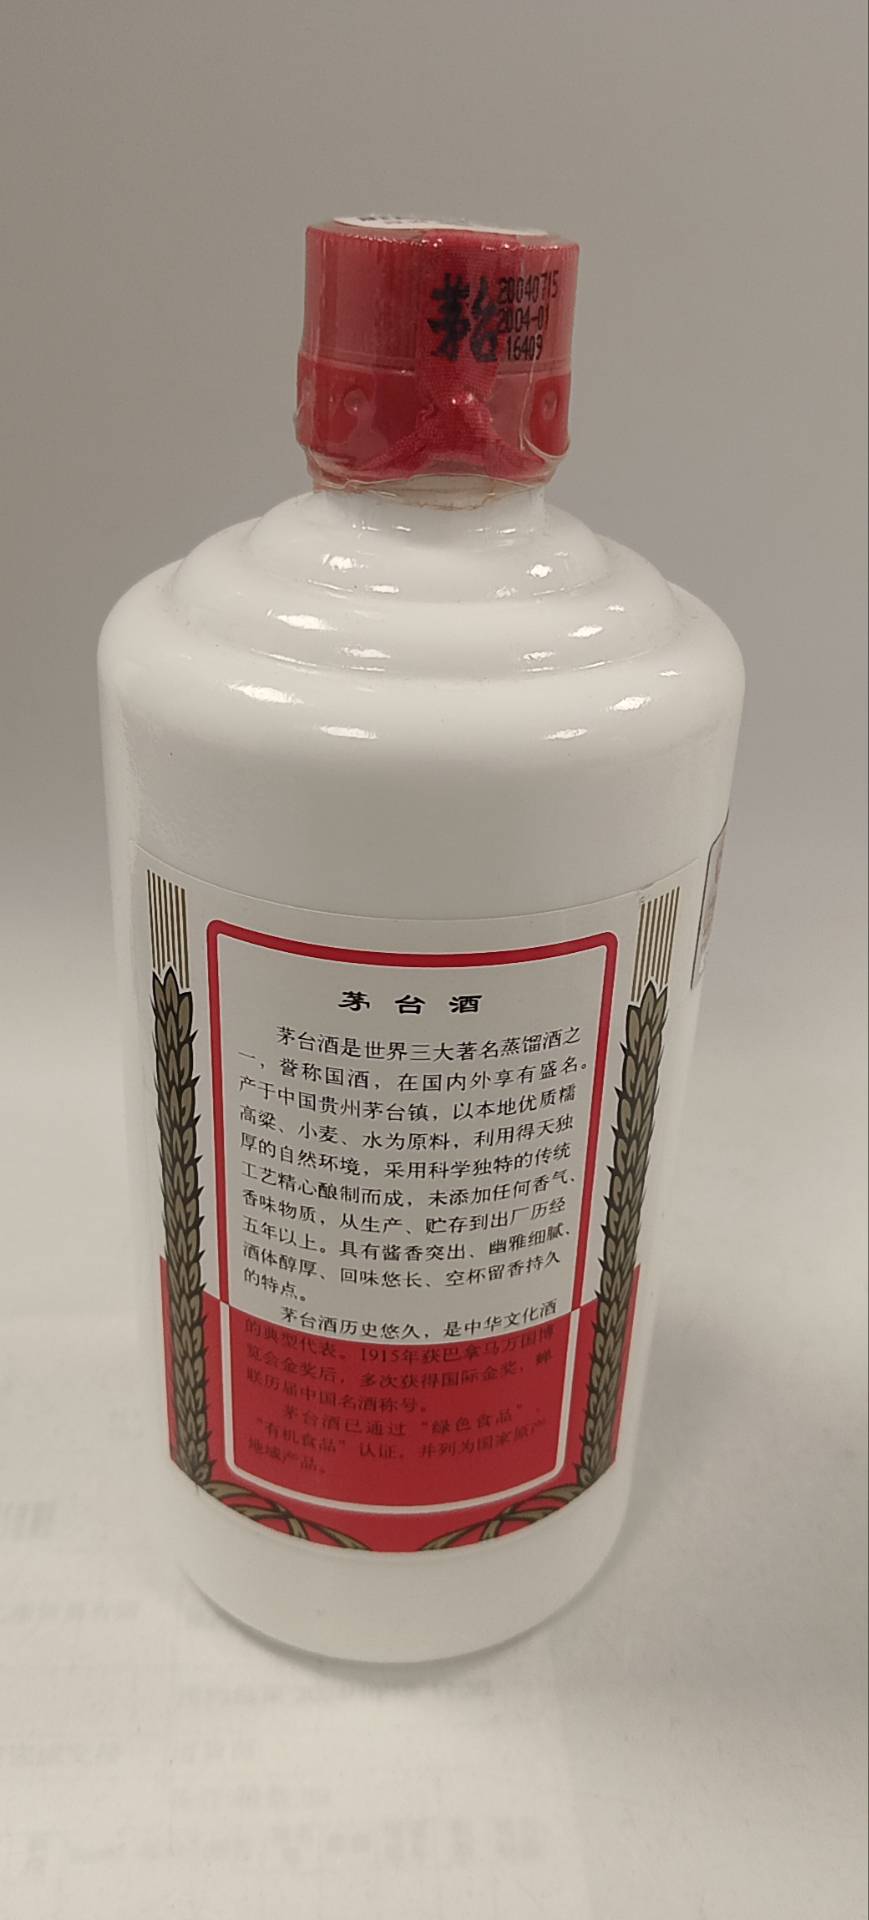 茅台
20040715
2004-01
16409
茅台酒
茅台酒是世界三大著名蒸馏酒之
一，誉称国酒，在国内外享有盛名。
产于中国贵州茅台镇，以本地优质糯
高粱、小麦、水为原料，利用得天独
厚的自然环境，采用科学独特的传统
工艺精心酿制而成，未添加任何香气、
香味物质，从生产、贮存到出厂历经
五年以上。具有酱香突出、幽雅细腻、
酒体醇厚、回味悠长、空杯留香持久
的特点。
茅台酒历史悠久，是中华文化酒
的典型代表。1915年获巴拿马万国博
览会金奖后，多次获得国际金奖，蝉
联历届中国名酒称号。
茅台酒已通过“绿色食品”、
“有机食品”认证，并列为国家原产
地域产品。